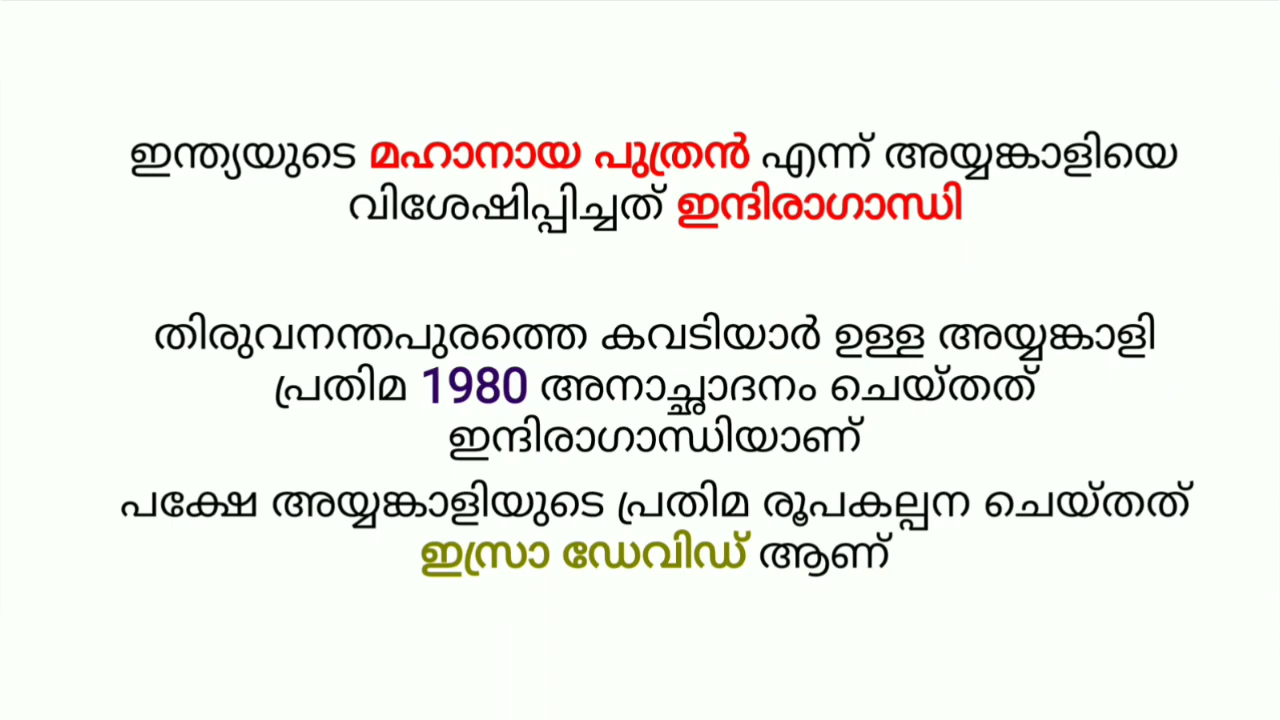 ഇന്ത്യയുടെ മഹാനായ പുത്രൻ എന്ന് അയ്യങ്കാളിയെ
വിശേഷിപ്പിച്ചത് ഇന്ദിരാഗാന്ധി
തിരുവനന്തപുരത്തെ കവടിയാർ ഉള്ള അയ്യങ്കാളി
പ്രതിമ 1980 അനാച്ഛാദനം ചെയ്തത്
ഇന്ദിരാഗാന്ധിയാണ്
പക്ഷേ അയ്യങ്കാളിയുടെ പ്രതിമ രൂപകല്പന ചെയ്തത്
ഇസ്രാ ഡേവിഡ് ആണ്